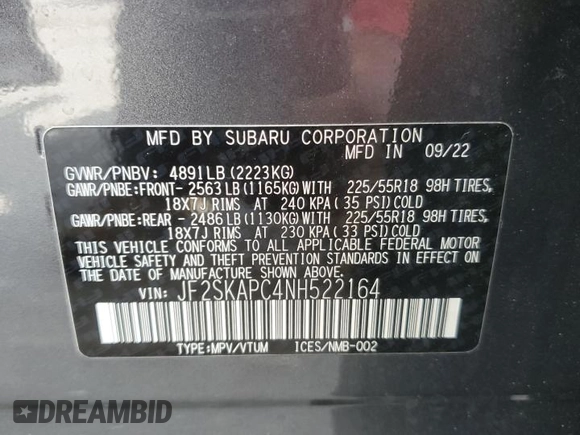 MFD BY SUBARU CORPORATION
MFD IN 09/22
GVWR/PNBV: 4891LB (2223KG)
GAWR/PNBE:FRONT- 2563LB (1165KG)WITH 225/55R18 98H TIRES,
18X7J RIMS AT 240 KPA (35 PSI)COLD
GAWR/PNBE:REAR - 2486LB (1130KG)WITH 225/55R18 98H TIRES,
18X7J RIMS AT 230 KPA (33 PSI)COLD
THIS VEHICLE CONFORMS TO ALL APPLICABLE FEDERAL MOTOR
VEHICLE SAFETY AND THEFT PREVENTION STANDARDS IN EFFECT
ON THE DATE OF MANUFACTURE SHOWN ABOVE.
VIN: JF2SKAPC4NH522164
TYPE:MPV/VTUM ICES/NMB-002
DREAMBID